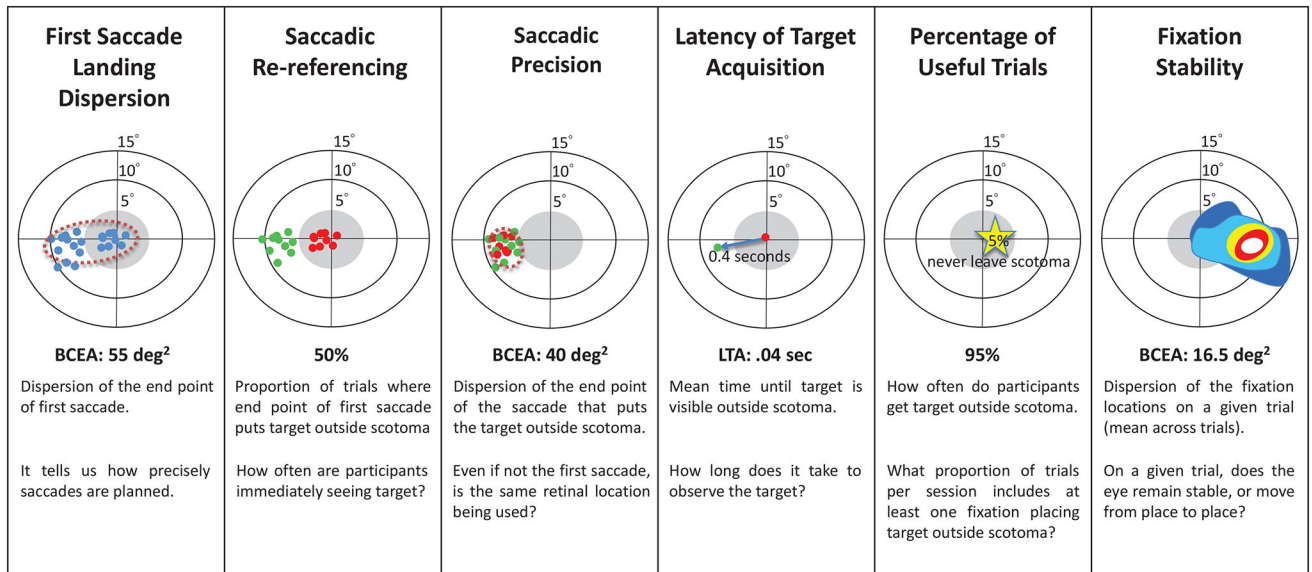 First Saccade
Landing
Dispersion
15°
10°
5°
BCEA: 55 deg²
Dispersion of the end point
of first saccade.
It tells us how precisely
saccades are planned.
Saccadic
Re-referencing
15°
10°
5°
50%
Proportion of trials where
end point of first saccade
puts target outside scotoma
How often are participants
immediately seeing target?
Saccadic
Precision
15°
10°
5°
BCEA: 40 deg²
Dispersion of the end point
of the saccade that puts
the target outside scotoma.
Even if not the first saccade,
is the same retinal location
being used?
Latency of Target
Acquisition
15°
10°
5°
0.4 seconds
LTA: .04 sec
Mean time until target is
visible outside scotoma.
How long does it take to
observe the target?
Percentage of
Useful Trials
15°
10°
5°
5%
never leave scotoma
95%
How often do participants
get target outside scotoma.
What proportion of trials
per session includes at
least one fixation placing
target outside scotoma?
Fixation
Stability
15°
10°
5°
BCEA: 16.5 deg²
Dispersion of the fixation
locations on a given trial
(mean across trials).
On a given trial, does the
eye remain stable, or move
from place to place?